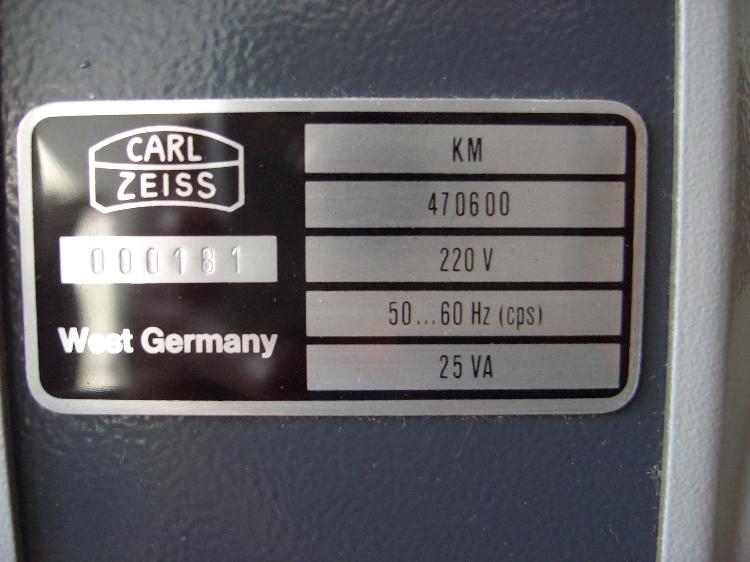 CARL
ZEISS
000181
West Germany
KM
470600
220 V
50...60 Hz (cps)
25 VA